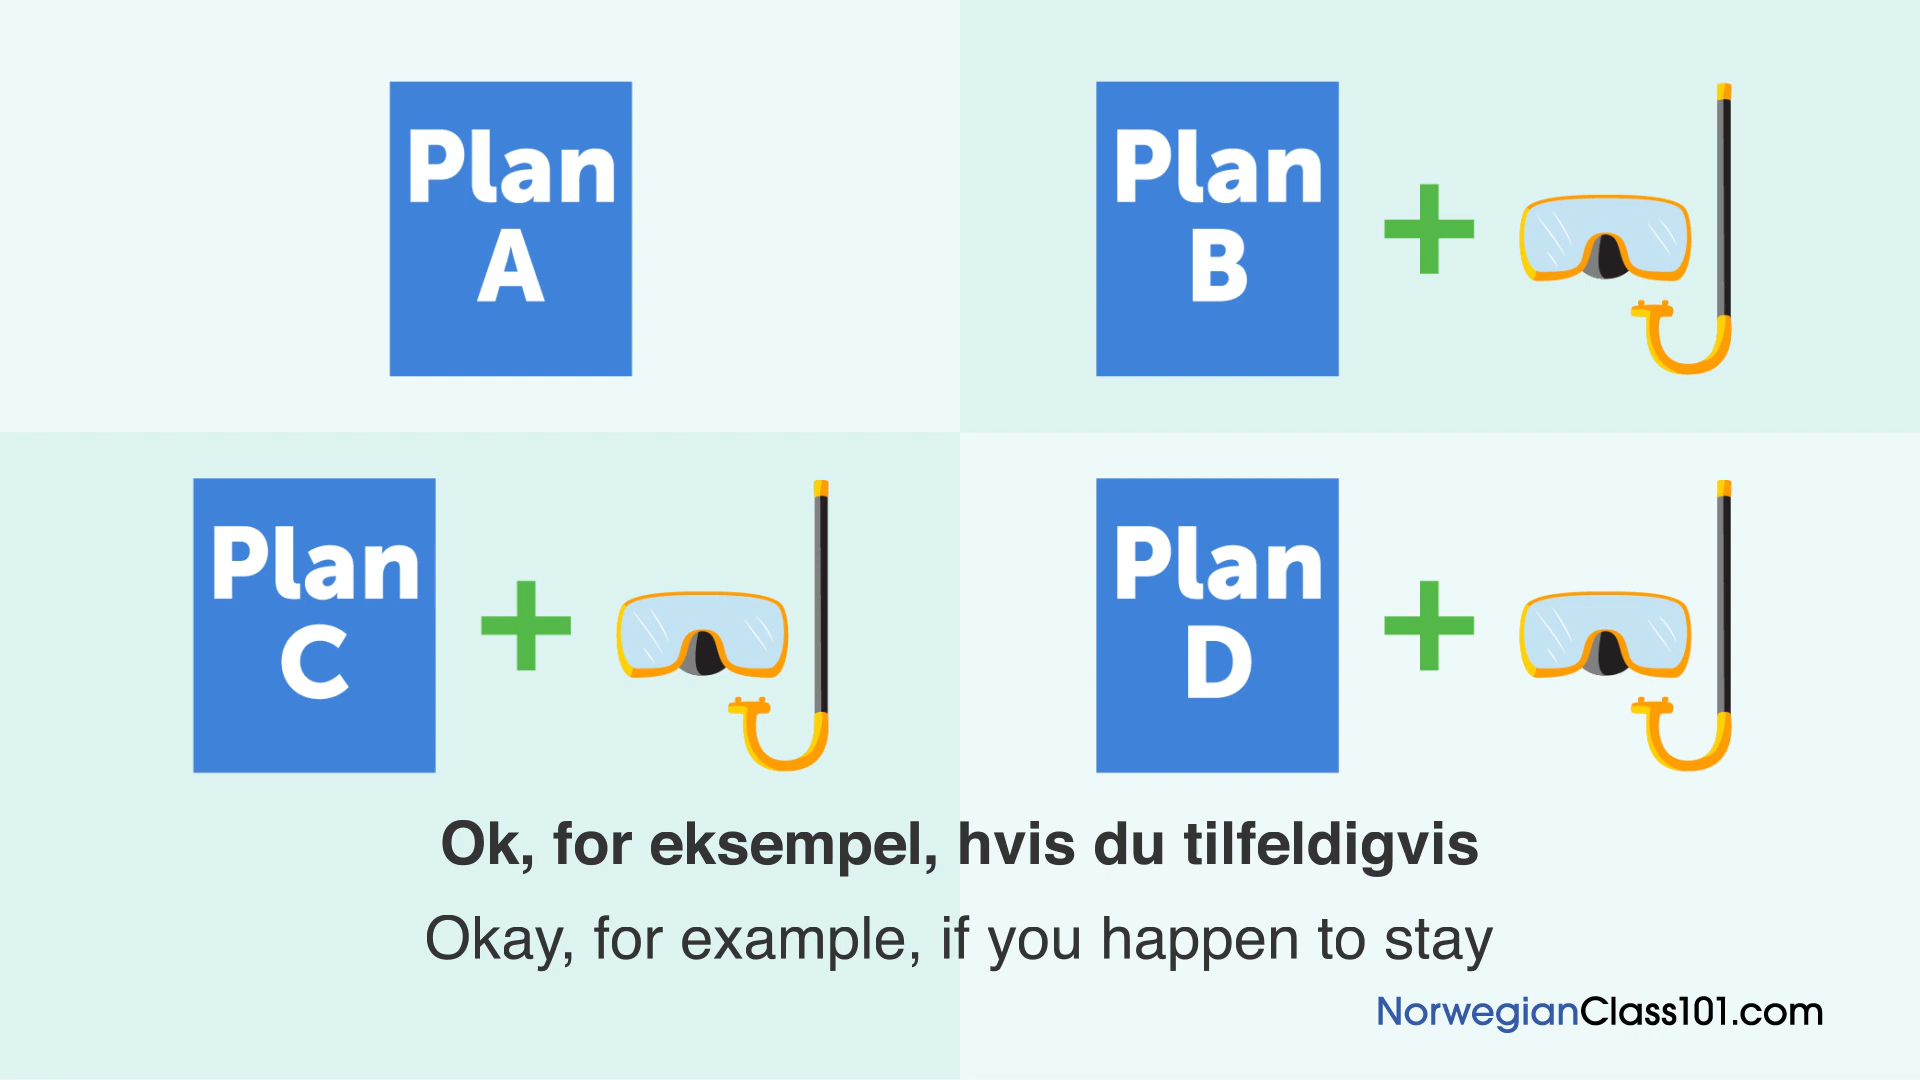 Plan
A
Plan
B
Plan
C
Plan
D
Ok, for eksempel, hvis du tilfeldigvis
Okay, for example, if you happen to stay
NorwegianClass101.com